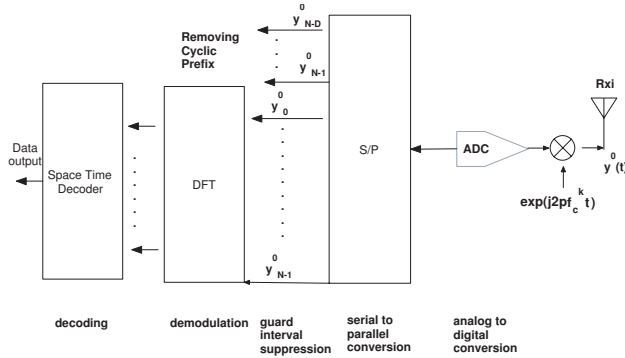 0
y N-D
Removing
Cyclic
Prefix
0
y N-1
0
y 0
Rxi
Data
output
Space Time
Decoder
DFT
S/P
ADC
0
y (t)
k
exp(j2pf c t)
0
y N-1
decoding
demodulation
guard
interval
suppression
serial to
parallel
conversion
analog to
digital
conversion